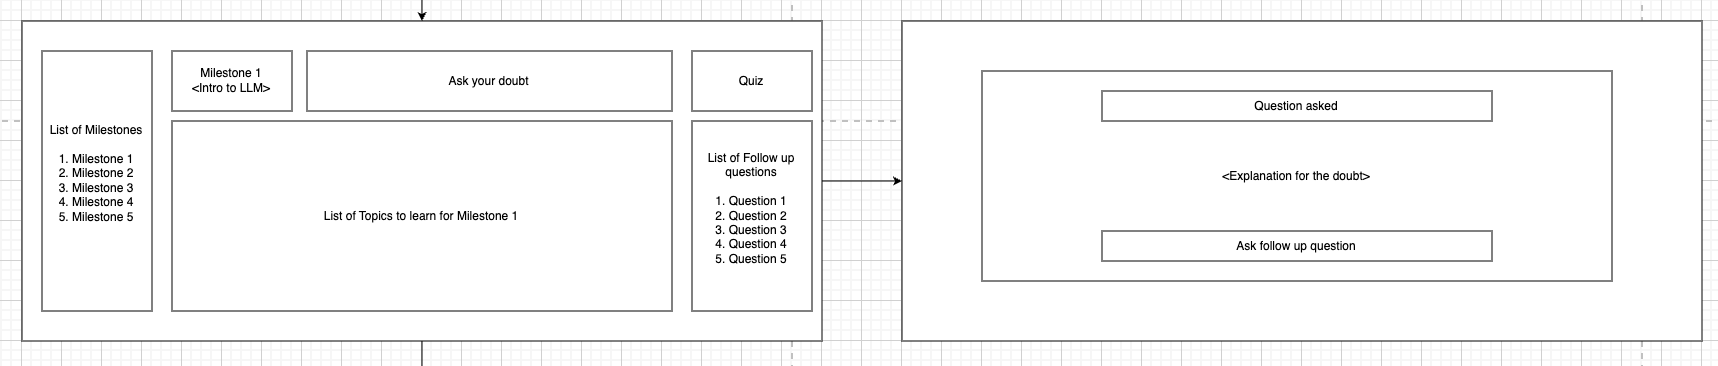 List of Milestones
1. Milestone 1
2. Milestone 2
3. Milestone 3
4. Milestone 4
5. Milestone 5
Milestone 1
<Intro to LLM>
Ask your doubt
Quiz
List of Topics to learn for Milestone 1
List of Follow up
questions
1. Question 1
2. Question 2
3. Question 3
4. Question 4
5. Question 5
Question asked
<Explanation for the doubt>
Ask follow up question